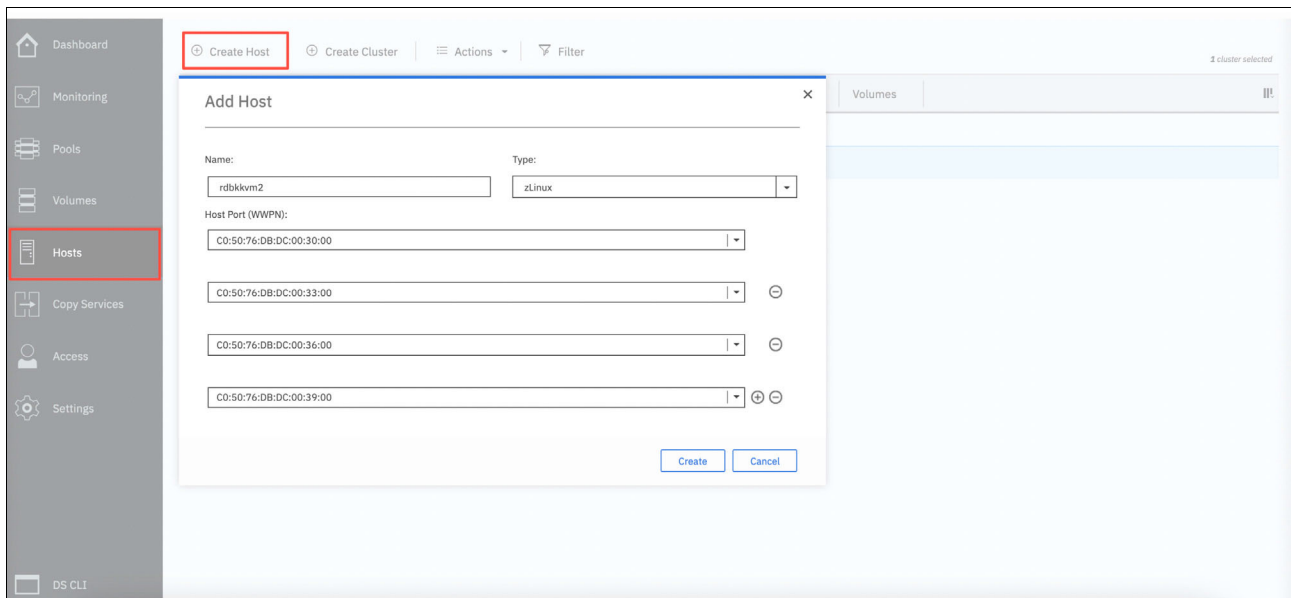 Dashboard
Monitoring
Pools
Volumes
Hosts
Copy Services
Access
Settings
DS CLI
Create Host
Create Cluster
Actions
Filter
1 cluster selected
Volumes
Add Host
Name:
Type:
rdbkkvm2
zLinux
Host Port (WWPN):
C0:50:76:DB:DC:00:30:00
C0:50:76:DB:DC:00:33:00
C0:50:76:DB:DC:00:36:00
C0:50:76:DB:DC:00:39:00
Create
Cancel